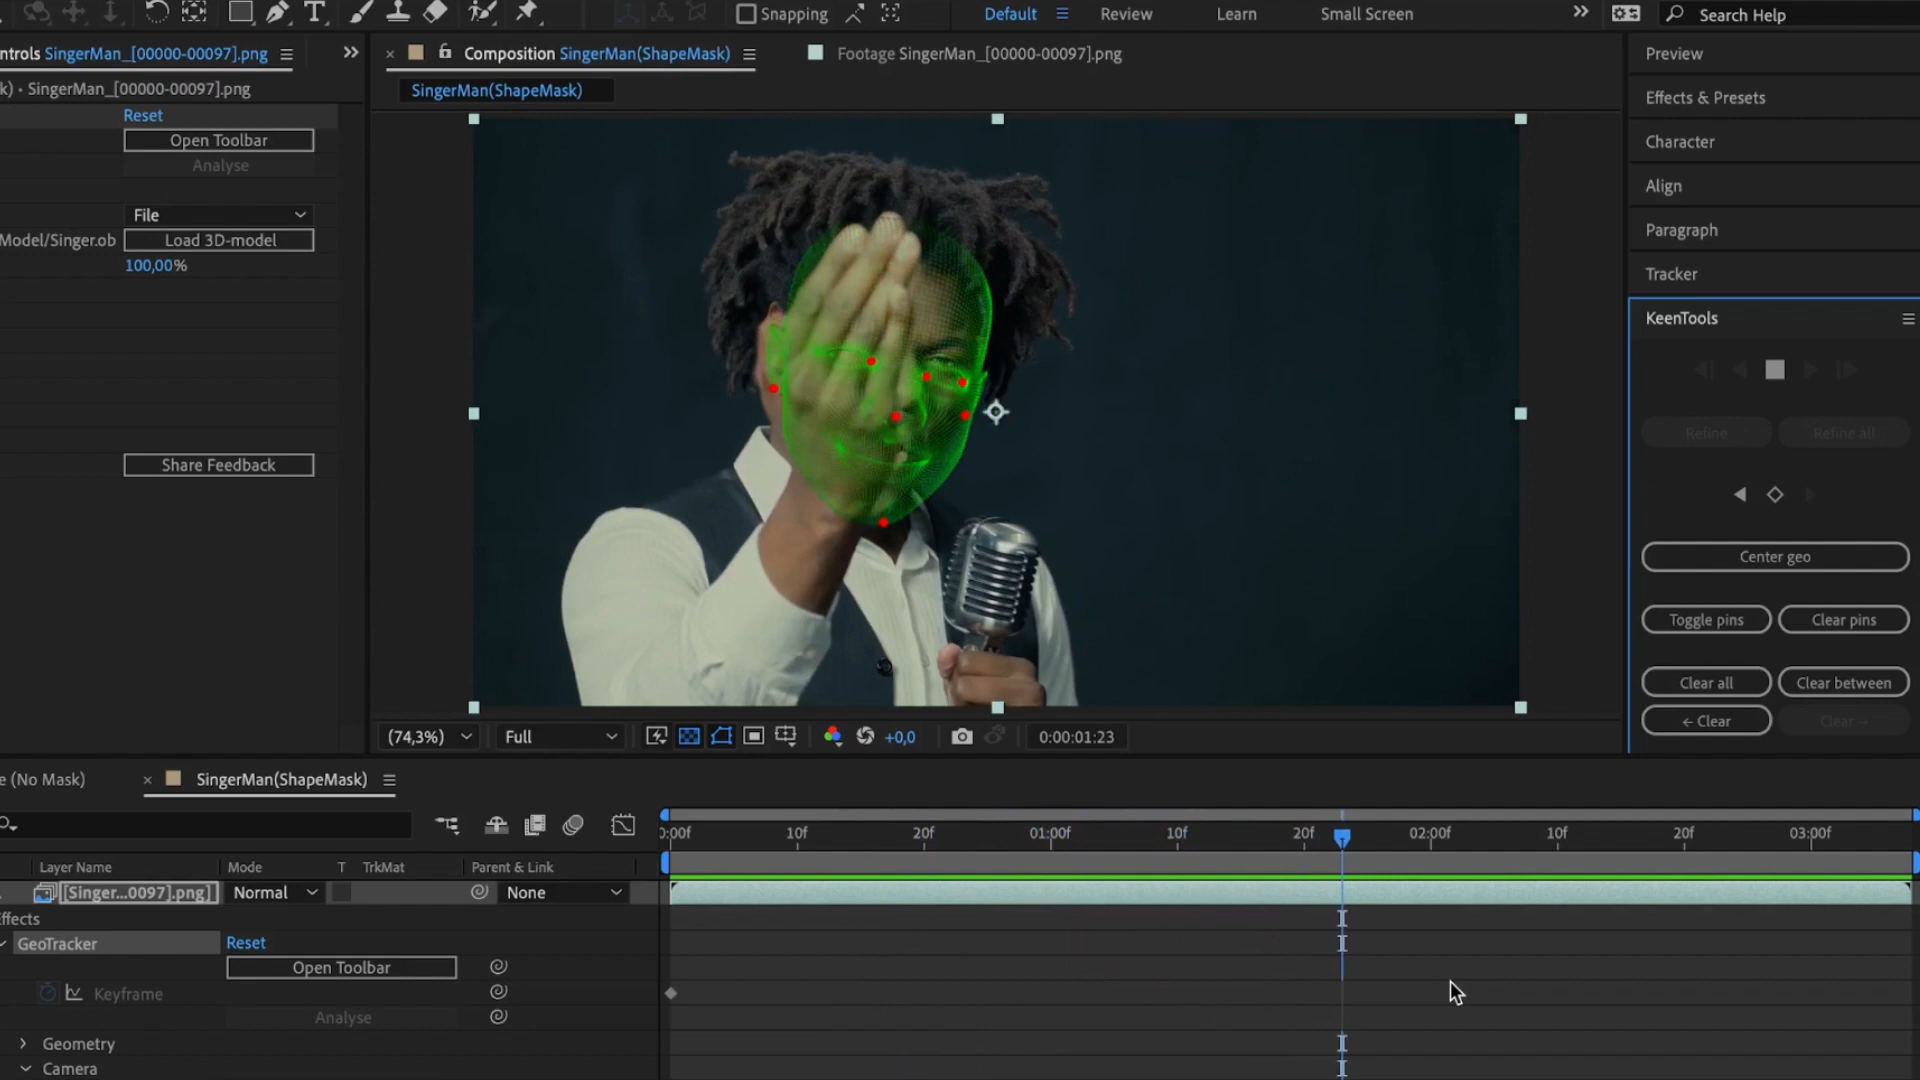 Snapping
Default
Review
Learn
Small Screen
Search Help
ntrols SingerMan_[00000-00097].png
Composition SingerMan(ShapeMask)
Footage SingerMan_[00000-00097].png
Preview
k) • SingerMan_[00000-00097].png
SingerMan(ShapeMask)
Effects & Presets
Reset
Open Toolbar
Character
Analyse
Align
File
Model/Singer.ob
Load 3D-model
Paragraph
100,00%
Tracker
KeenTools
Refine
Refine all
Share Feedback
Center geo
Toggle pins
Clear pins
Clear all
Clear between
← Clear
Clear →
(74,3%)
Full
+0,0
0:00:01:23
e (No Mask)
SingerMan(ShapeMask)
0:00f
10f
20f
01:00f
10f
20f
02:00f
10f
20f
03:00f
Layer Name
Mode
T
TrkMat
Parent & Link
[Singer...0097].png]
Normal
None
ffects
GeoTracker
Reset
Open Toolbar
Keyframe
Analyse
Geometry
Camera